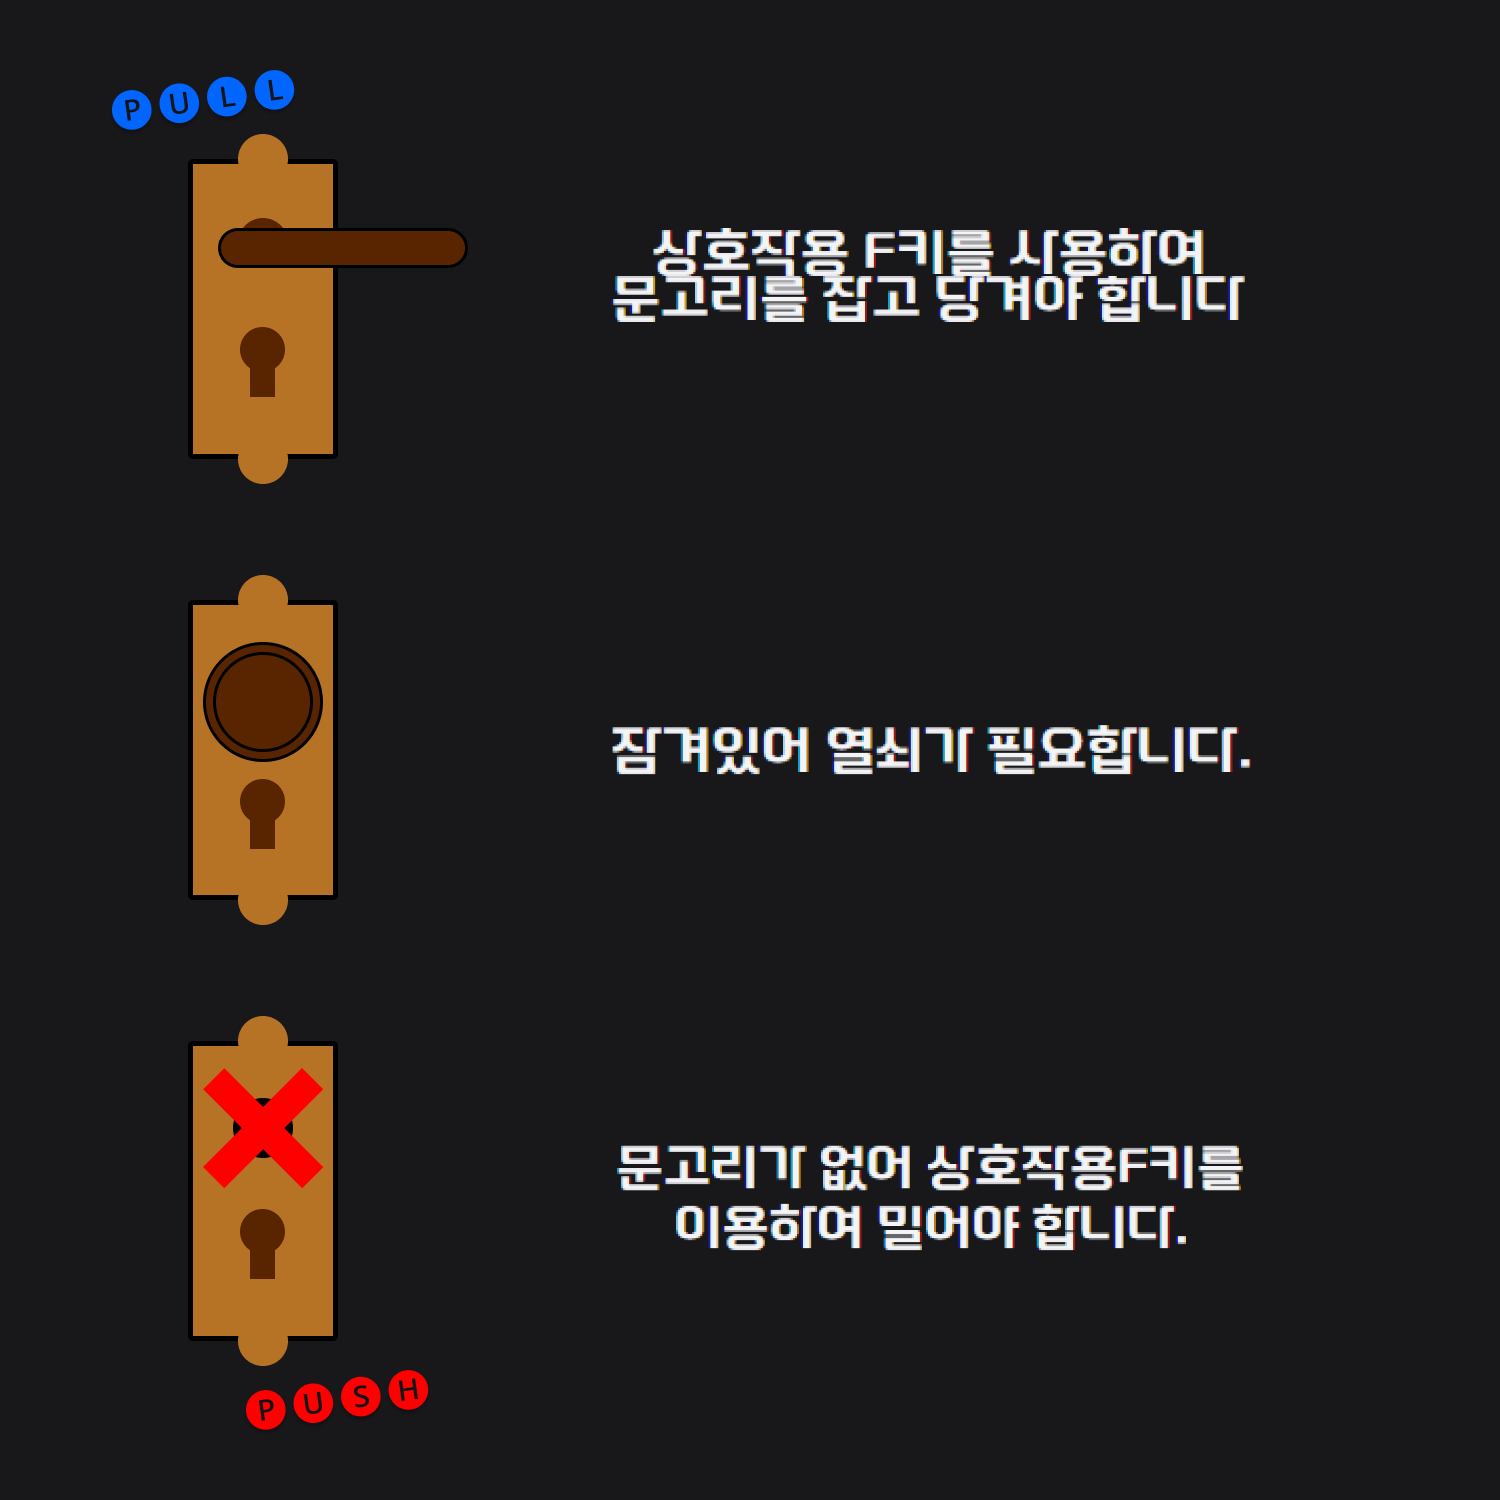 PULL
상호작용 F키를 사용하여
문고리를 잡고 당겨야 합니다
잠겨있어 열쇠가 필요합니다.
문고리가 없어 상호작용F키를
이용하여 밀어야 합니다.
PUSH